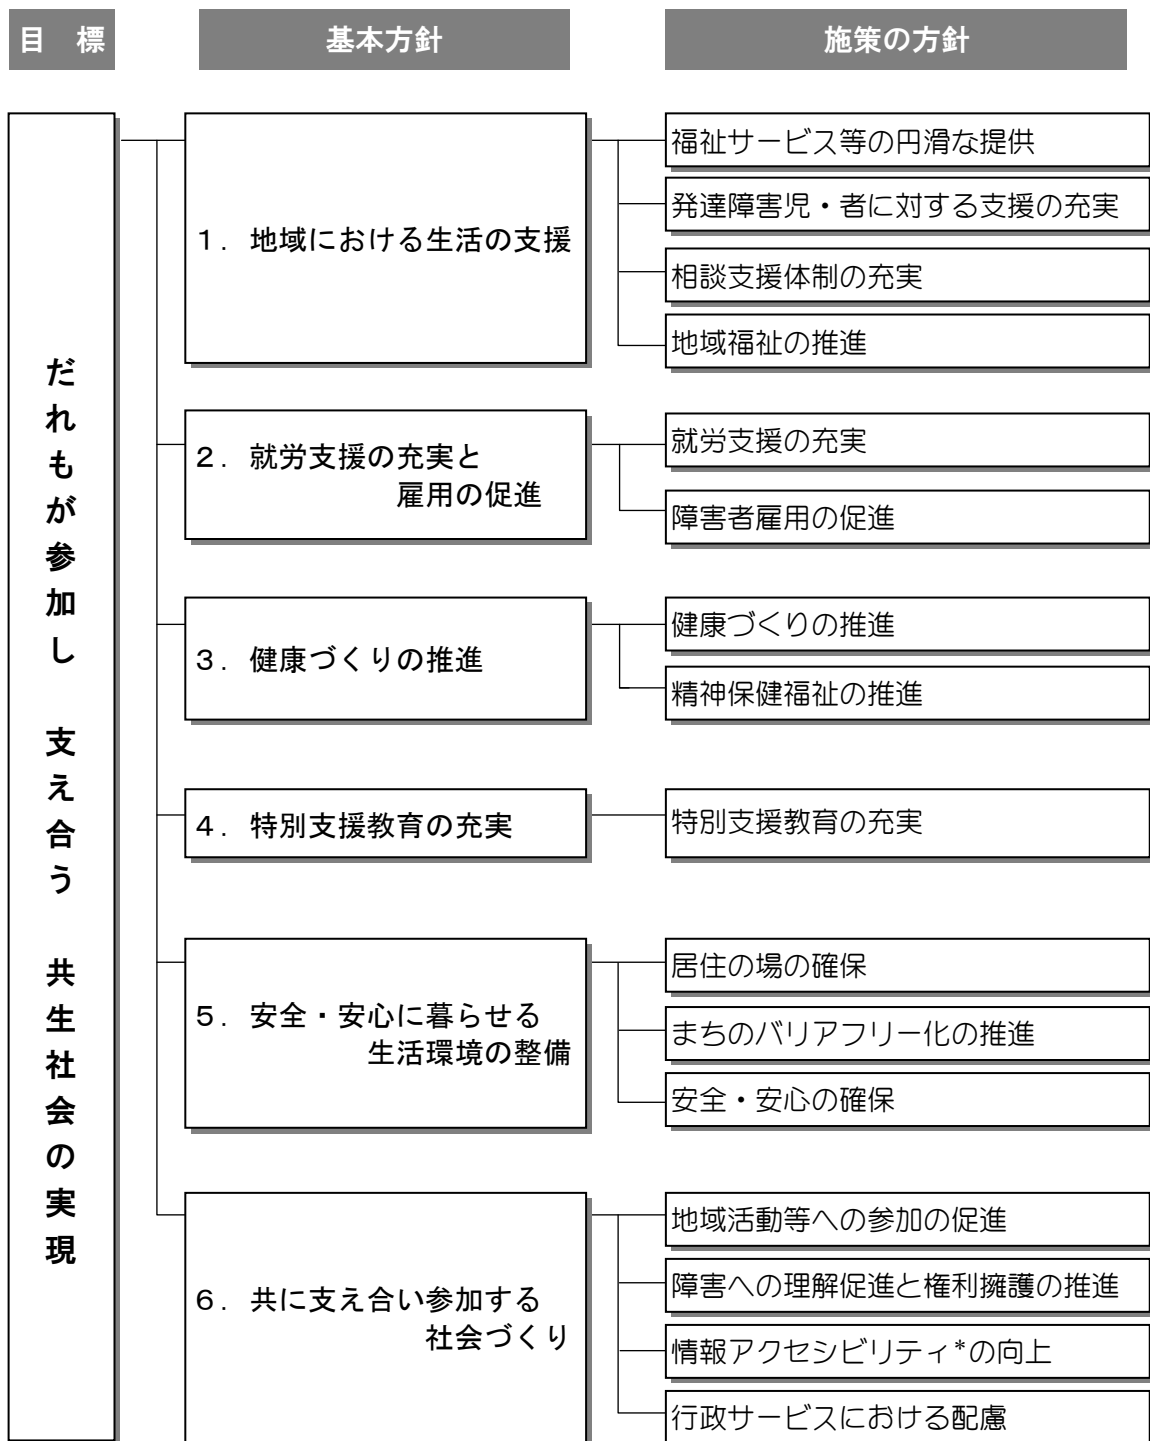 目　標
基本方針
施策の方針
だれもが参加し　支え合う　共生社会の実現
１．地域における生活の支援
福祉サービス等の円滑な提供
発達障害児・者に対する支援の充実
相談支援体制の充実
地域福祉の推進
２．就労支援の充実と
雇用の促進
就労支援の充実
障害者雇用の促進
３．健康づくりの推進
健康づくりの推進
精神保健福祉の推進
４．特別支援教育の充実
特別支援教育の充実
５．安全・安心に暮らせる
生活環境の整備
居住の場の確保
まちのバリアフリー化の推進
安全・安心の確保
６．共に支え合い参加する
社会づくり
地域活動等への参加の促進
障害への理解促進と権利擁護の推進
情報アクセシビリティ*の向上
行政サービスにおける配慮